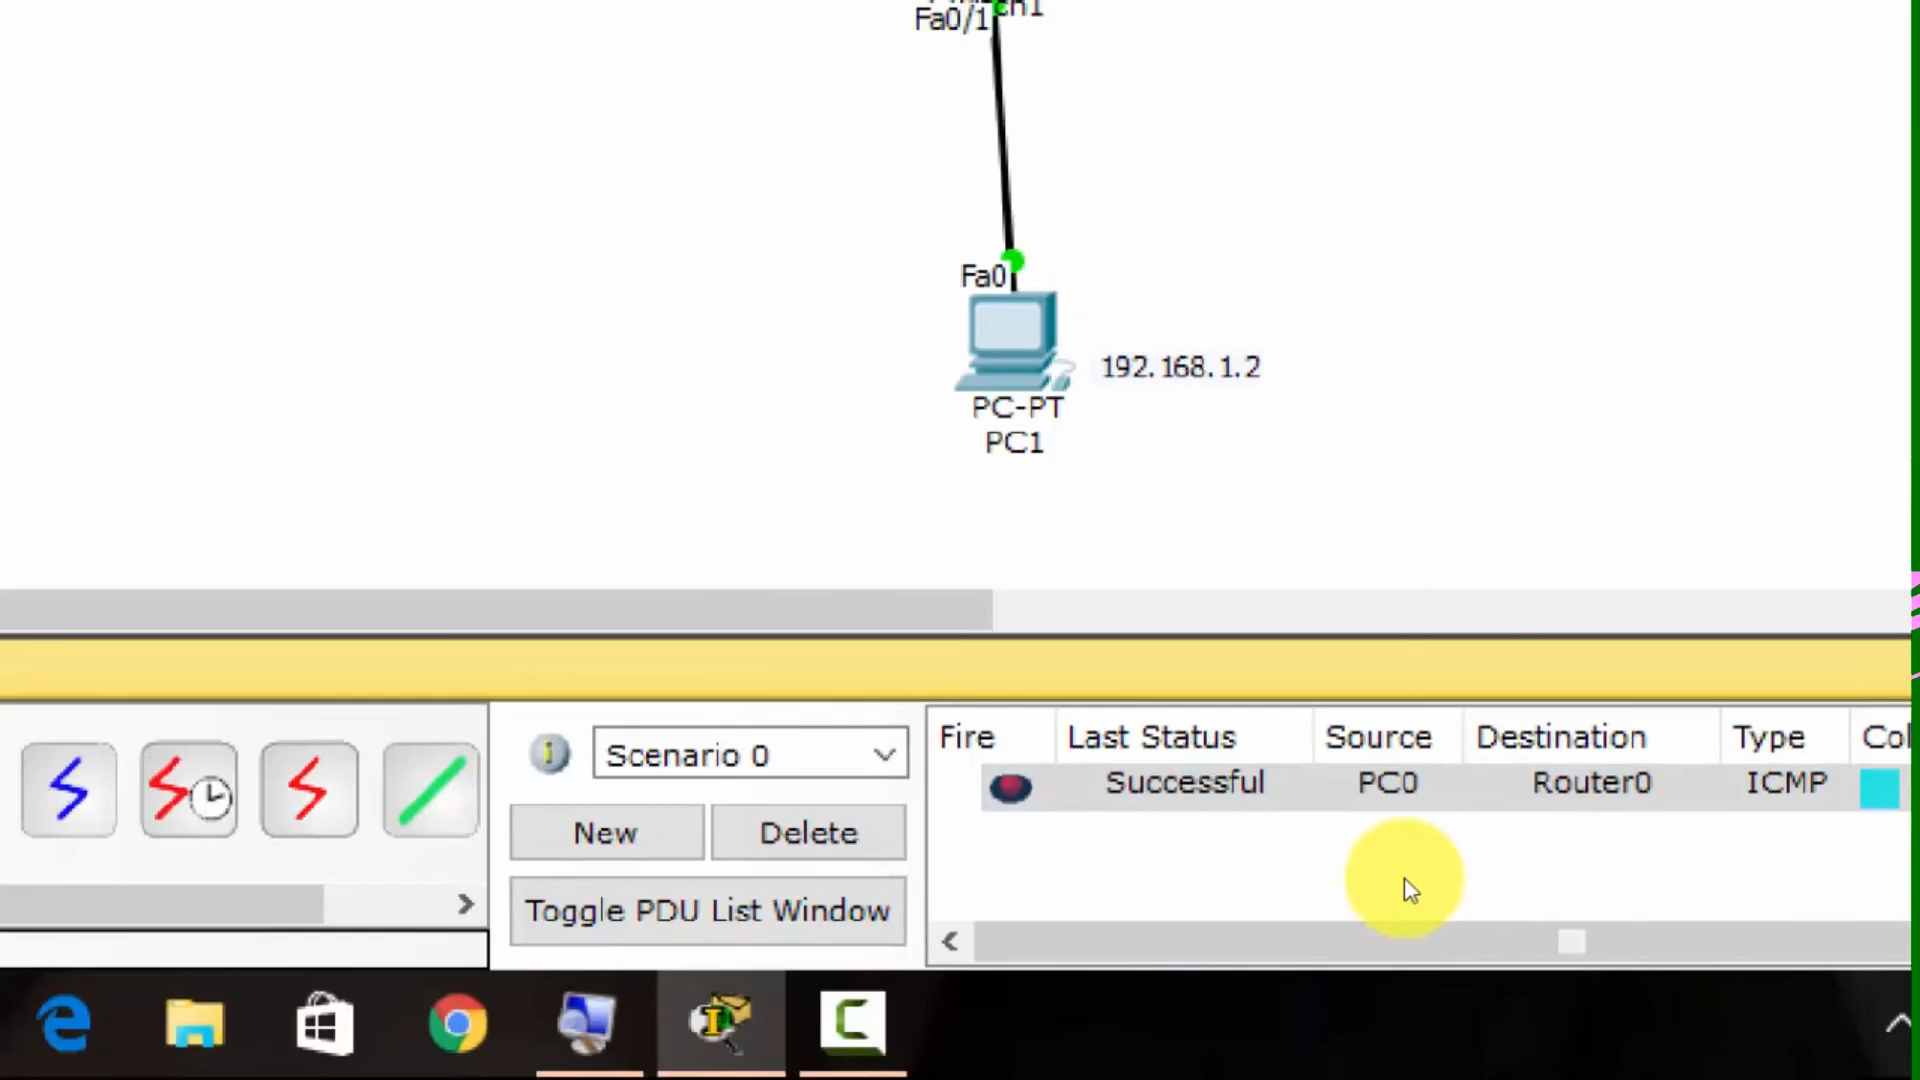 Fa0/1
Fa0
192.168.1.2
PC-PT
PC1
Scenario 0
New Delete
Toggle PDU List Window
Fire Last Status Source Destination Type Col
Successful PC0 Router0 ICMP